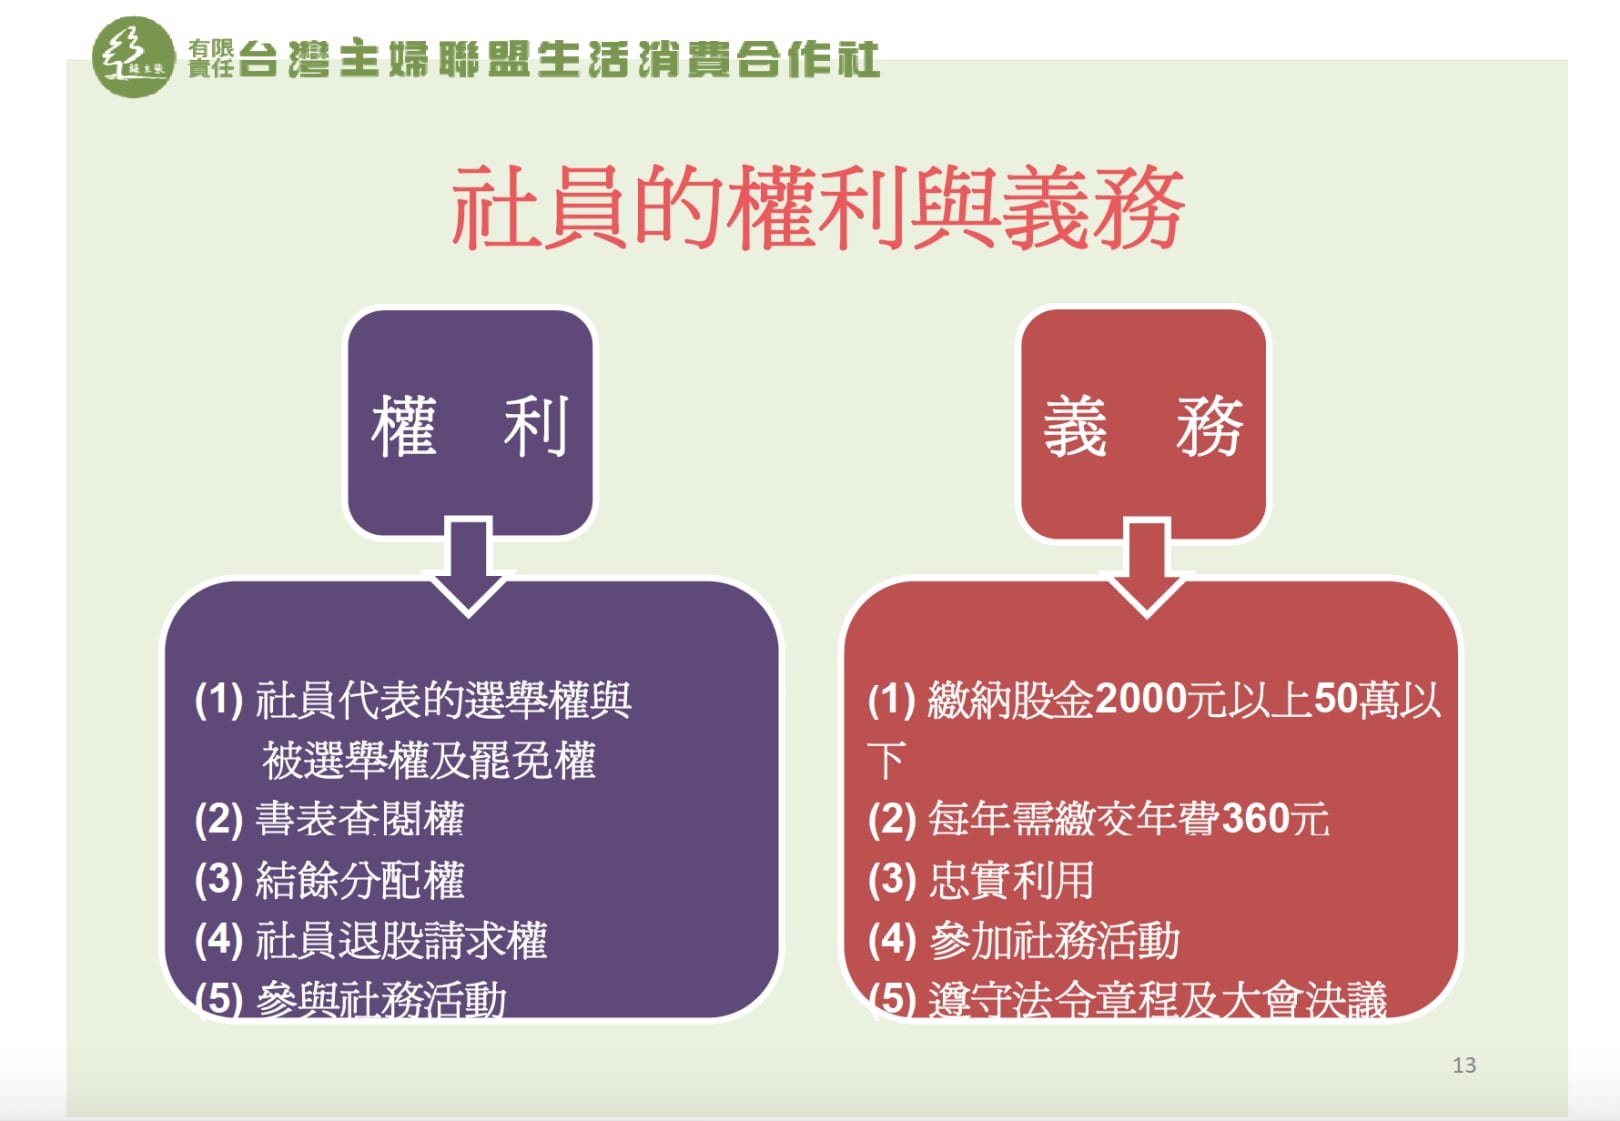 綠主張
有限
責任
台灣主婦聯盟生活消費合作社
社員的權利與義務
權 利
(1) 社員代表的選舉權與
被選舉權及罷免權
(2) 書表查閱權
(3) 結餘分配權
(4) 社員退股請求權
(5) 參與社務活動
義 務
(1) 繳納股金2000元以上50萬以
下
(2) 每年需繳交年費360元
(3) 忠實利用
(4) 參加社務活動
(5) 遵守法令章程及大會決議
13